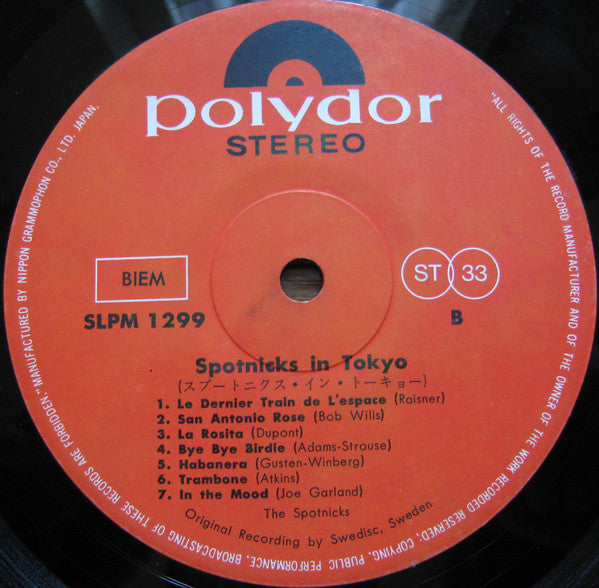 polydor
STEREO
BIEM
SLPM 1299
ST 33
B
Spotnicks in Tokyo
(スプートニクス・イン・トーキョー)
1. Le Dernier Train de L'espace (Raisner)
2. San Antonio Rose (Bob Wills)
3. La Rosita (Dupont)
4. Bye Bye Birdie (Adams-Strouse)
5. Habanera (Gusten-Winberg)
6. Trambone (Atkins)
7. In the Mood (Joe Garland)
The Spotnicks
Original Recording by Swedisc, Sweden
"ALL RIGHTS OF THE RECORD MANUFACTURER AND OF THE OWNER OF THE WORK RECORDED RESERVED, COPYING, PUBLIC PERFORMANCE, BROADCASTING OF THESE RECORDS ARE FORBIDDEN." MANUFACTURED BY NIPPON GRAMMOPHON CO., LTD. JAPAN.